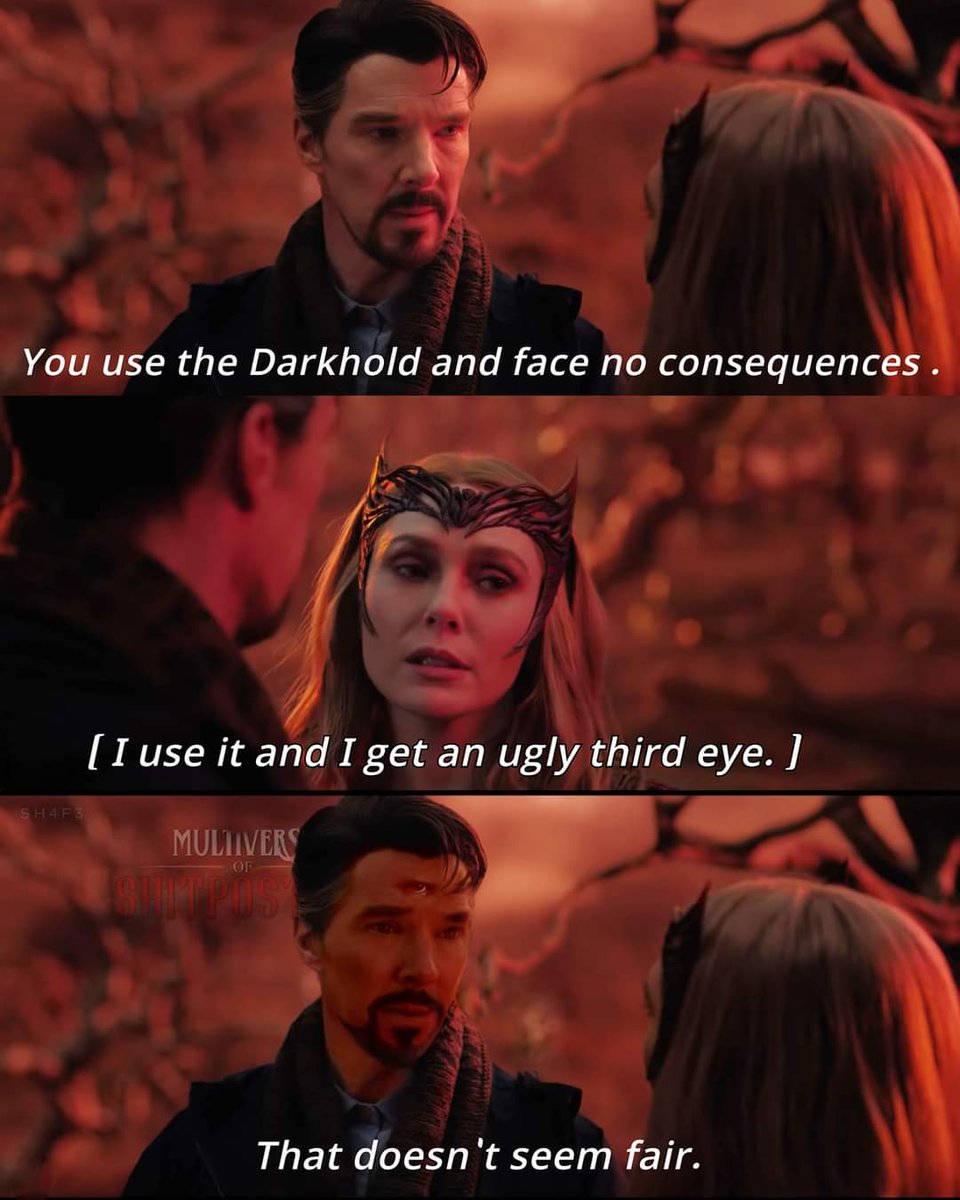 You use the Darkhold and face no consequences .
[ I use it and I get an ugly third eye. ]
SH4F3
MULTIVERS
OF
SHITPOST
That doesn't seem fair.